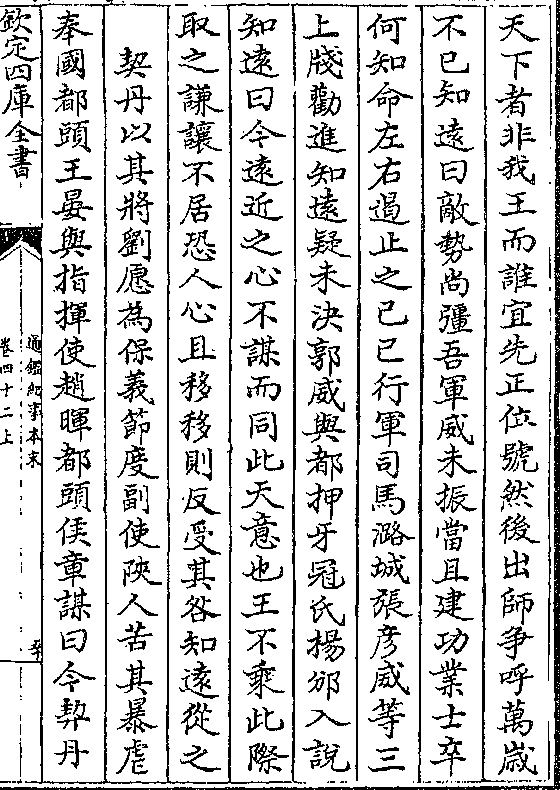 天下者非我王而誰宜先正位號然後出師争呼萬歳
不已知遠曰敵勢尚彊吾軍威未振當且建功業士卒
何知命左右遏止之己巳行軍司馬潞城張彦威等三
上牋勸進知遠疑未決郭威與都押牙冠氏楊邠入說
知遠曰今遠近之心不謀而同此天意也王不乘此際
取之謙讓不居恐人心且移移則反受其咎知遠從之
契丹以其將劉愿為保義節度副使陜人苦其暴虐
奉國都頭王晏與指揮使趙暉都頭侯章謀曰今契丹
欽定四庫全書
通鑑紀事本末
卷四十二上